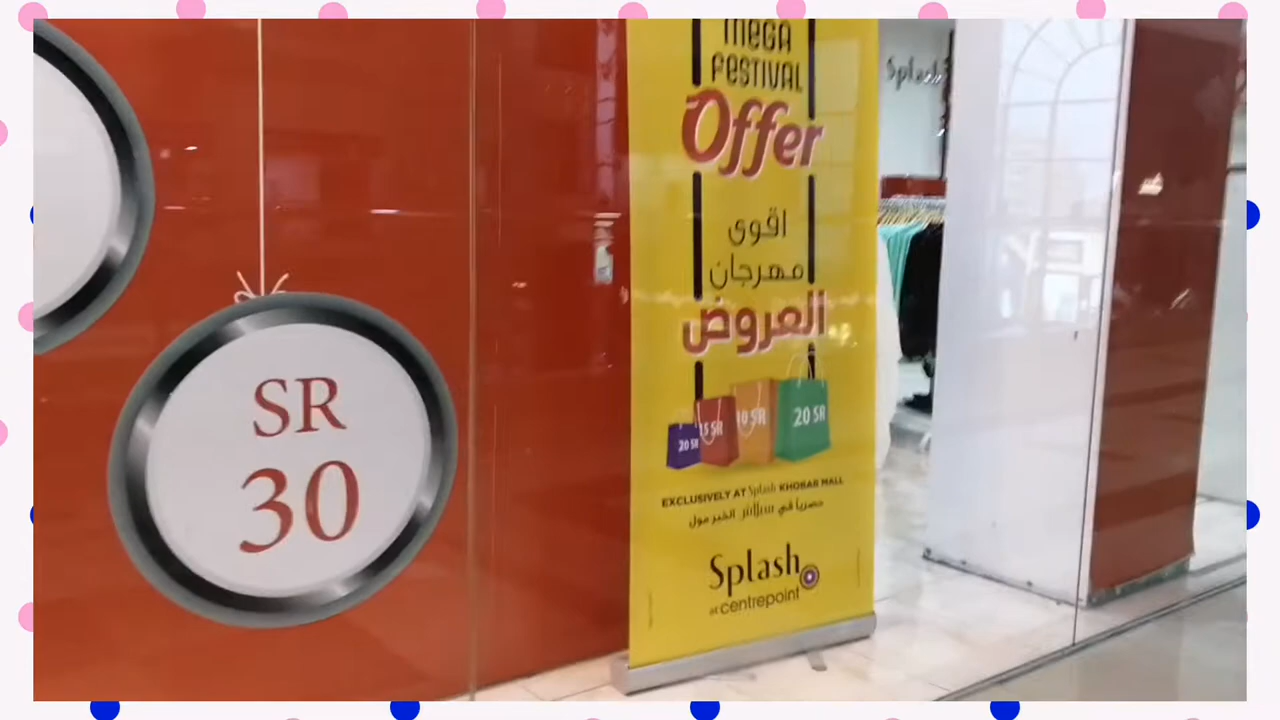 SR
30
MEGA
FESTIVAL
Offer
اقوى
مهرجان
العروض
20 SR
15 SR
10 SR
20 SR
EXCLUSIVELY AT Splash KHOBAR MALL
حصرياً في سبلاش الخبر مول
Splash
at centrepoint
Splash